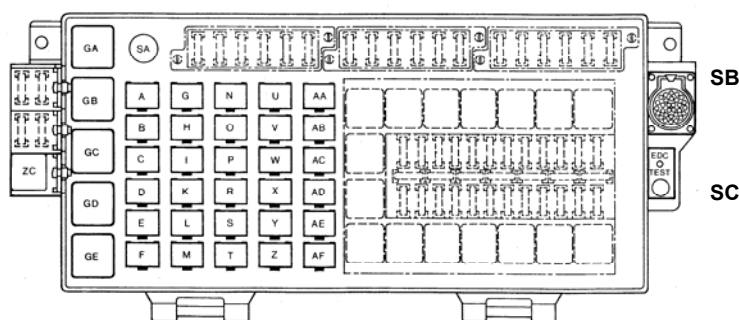 GA SA
SB
GB A G N U AA
B H O V AB
GC C I P W AC
ZC EDC
TEST
SC
GD D K R X AD
E L S Y AE
GE F M T Z AF